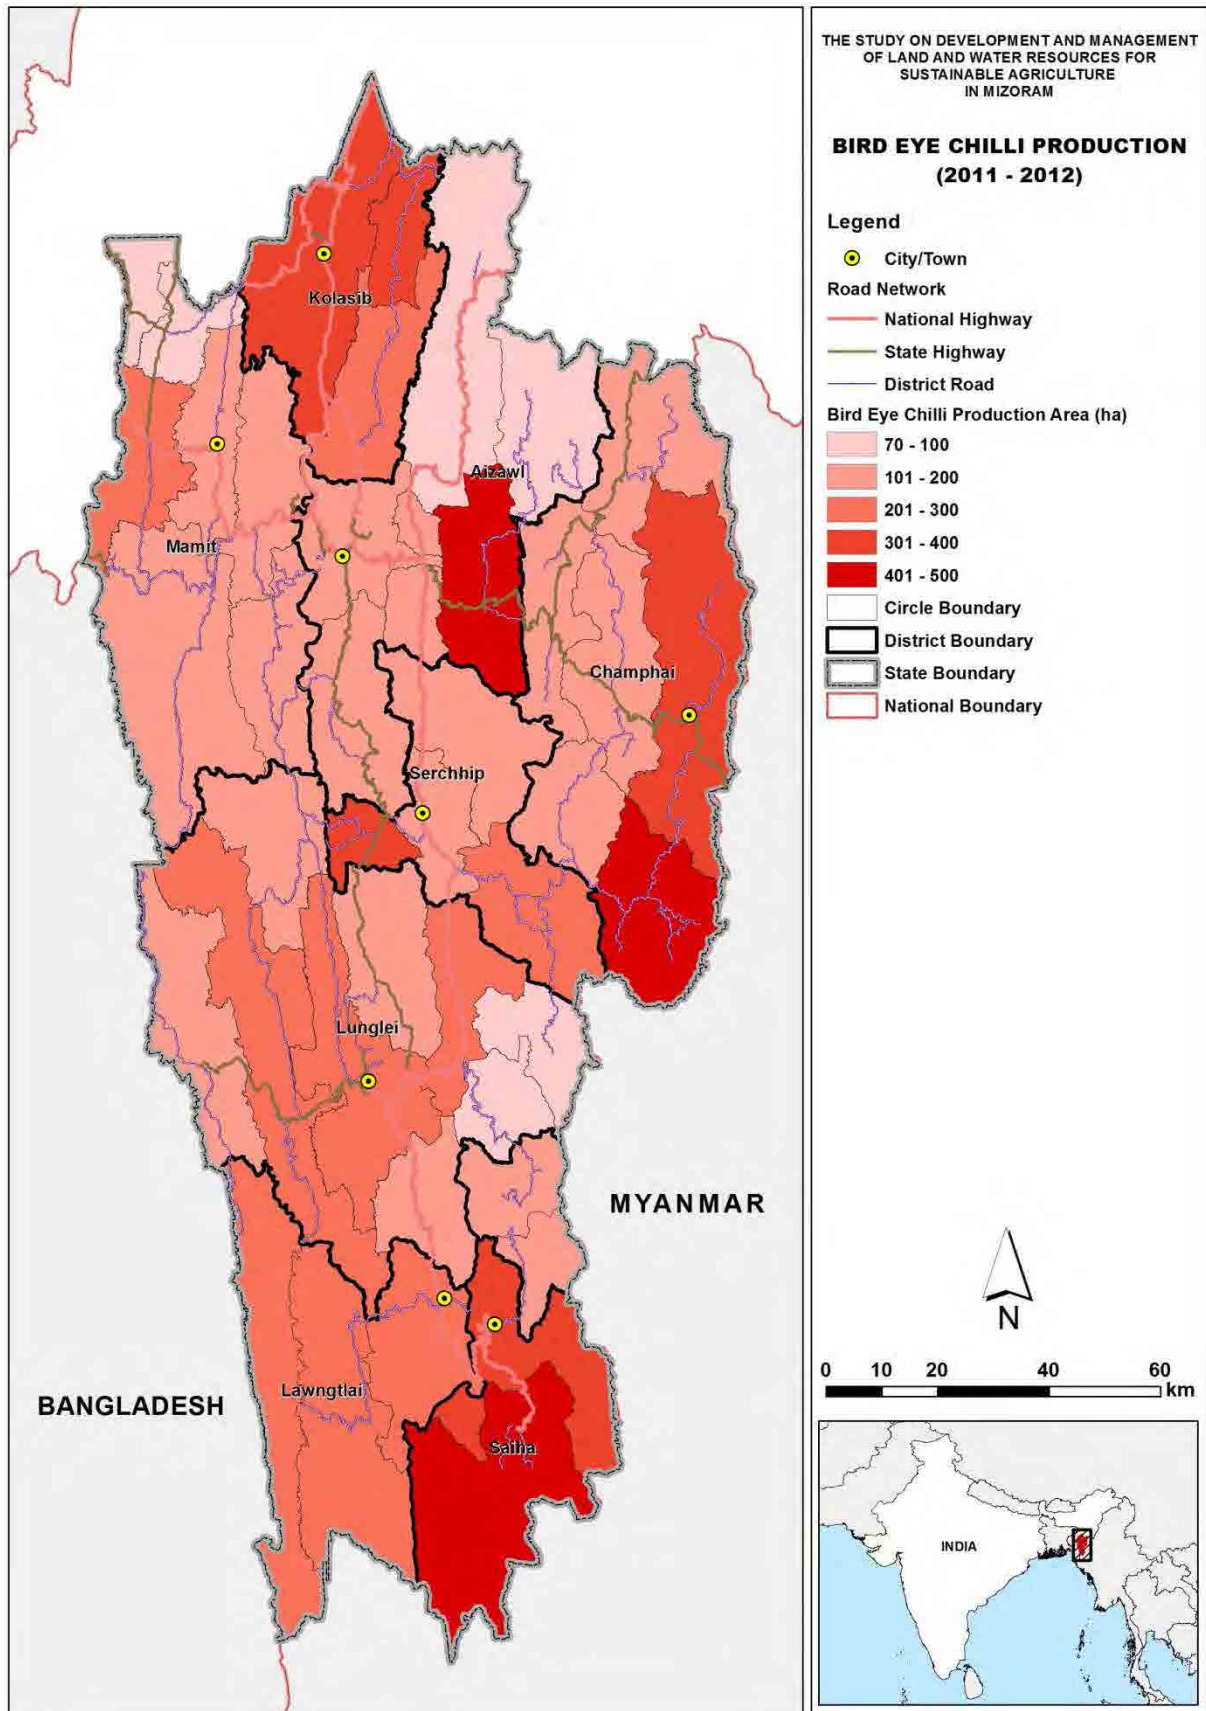 THE STUDY ON DEVELOPMENT AND MANAGEMENT
OF LAND AND WATER RESOURCES FOR
SUSTAINABLE AGRICULTURE
IN MIZORAM
BIRD EYE CHILLI PRODUCTION
(2011 - 2012)
Legend
City/Town
Road Network
National Highway
State Highway
District Road
Bird Eye Chilli Production Area (ha)
70 - 100
101 - 200
201 - 300
301 - 400
401 - 500
Circle Boundary
District Boundary
State Boundary
National Boundary
Kolasib
Aizawl
Mamit
Champhai
Serchhip
Lunglei
MYANMAR
Lawngtlai
BANGLADESH
Saiha
N
0 10 20 40 60
km
INDIA